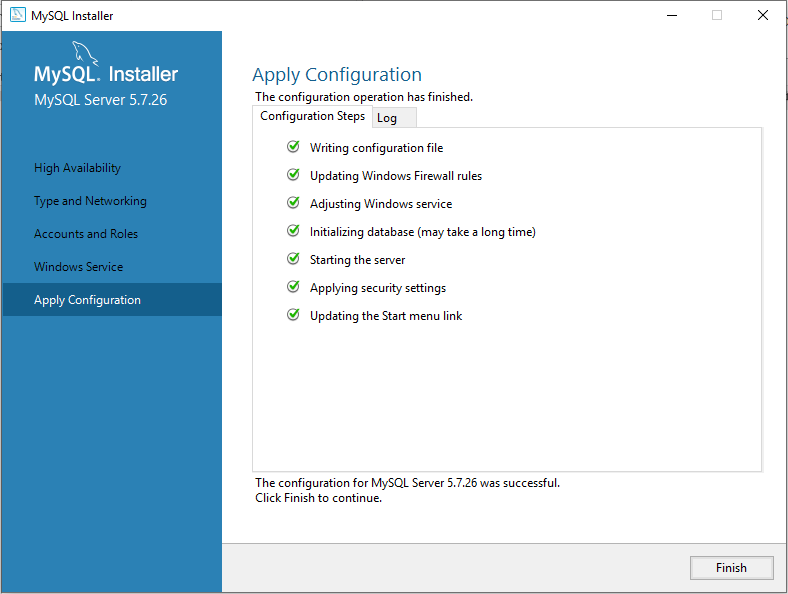 MySQL Installer
MySQL. Installer
MySQL Server 5.7.26
High Availability
Type and Networking
Accounts and Roles
Windows Service
Apply Configuration
Apply Configuration
The configuration operation has finished.
Configuration Steps
Log
Writing configuration file
Updating Windows Firewall rules
Adjusting Windows service
Initializing database (may take a long time)
Starting the server
Applying security settings
Updating the Start menu link
The configuration for MySQL Server 5.7.26 was successful.
Click Finish to continue.
Finish